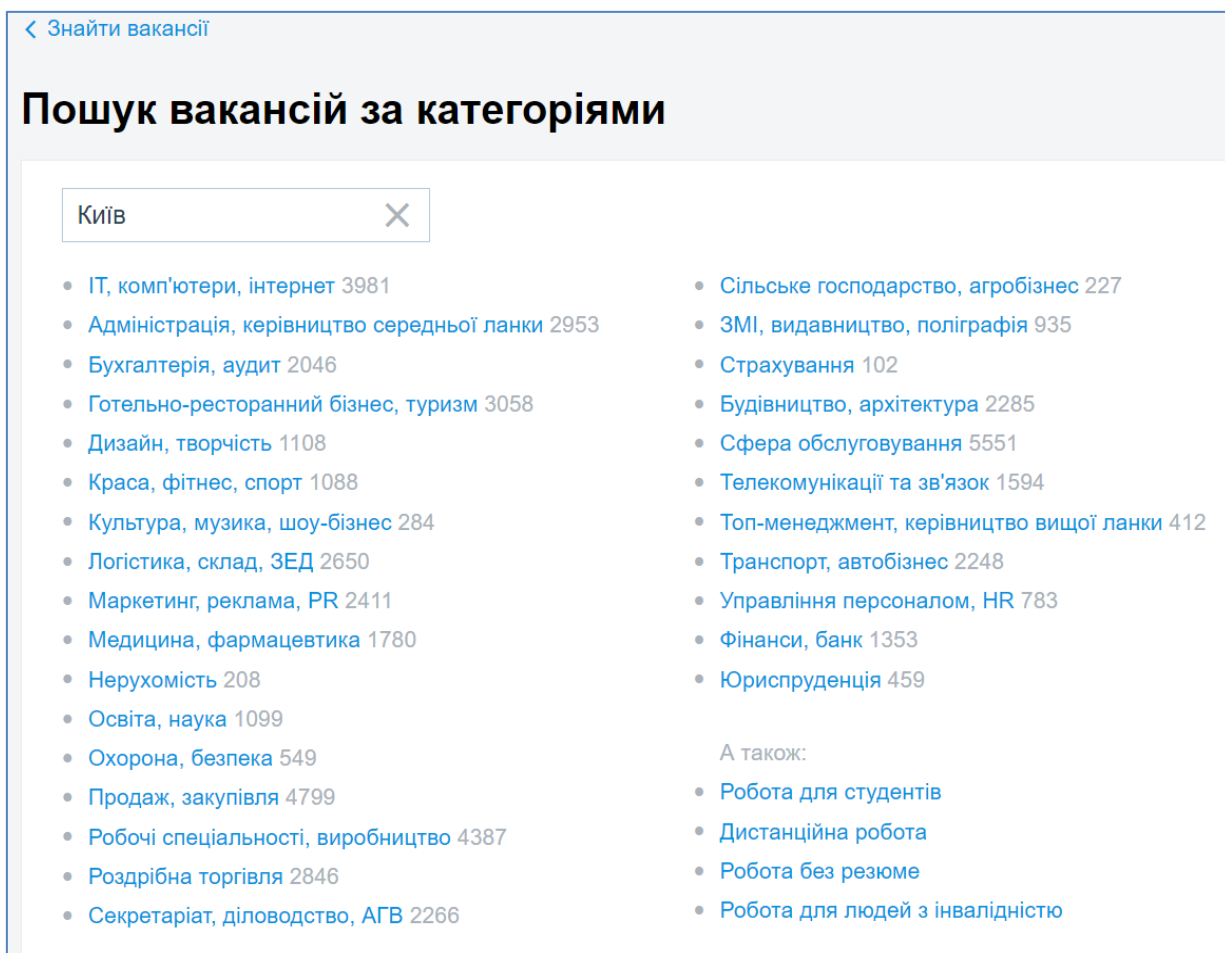 Знайти вакансії
Пошук вакансій за категоріями
Київ
IT, комп'ютери, інтернет 3981
Адміністрація, керівництво середньої ланки 2953
Бухгалтерія, аудит 2046
Готельно-ресторанний бізнес, туризм 3058
Дизайн, творчість 1108
Краса, фітнес, спорт 1088
Культура, музика, шоу-бізнес 284
Логістика, склад, ЗЕД 2650
Маркетинг, реклама, PR 2411
Медицина, фармацевтика 1780
Нерухомість 208
Освіта, наука 1099
Охорона, безпека 549
Продаж, закупівля 4799
Робочі спеціальності, виробництво 4387
Роздрібна торгівля 2846
Секретаріат, діловодство, АГВ 2266
Сільське господарство, агробізнес 227
ЗМІ, видавництво, поліграфія 935
Страхування 102
Будівництво, архітектура 2285
Сфера обслуговування 5551
Телекомунікації та зв'язок 1594
Топ-менеджмент, керівництво вищої ланки 412
Транспорт, автобізнес 2248
Управління персоналом, HR 783
Фінанси, банк 1353
Юриспруденція 459
А також:
Робота для студентів
Дистанційна робота
Робота без резюме
Робота для людей з інвалідністю